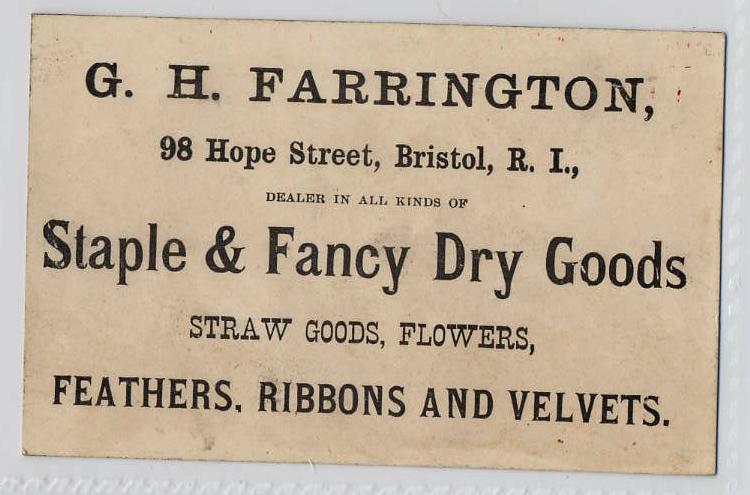 G. H. FARRINGTON,
98 Hope Street, Bristol, R. I.,
DEALER IN ALL KINDS OF
Staple & Fancy Dry Goods
STRAW GOODS, FLOWERS,
FEATHERS, RIBBONS AND VELVETS.